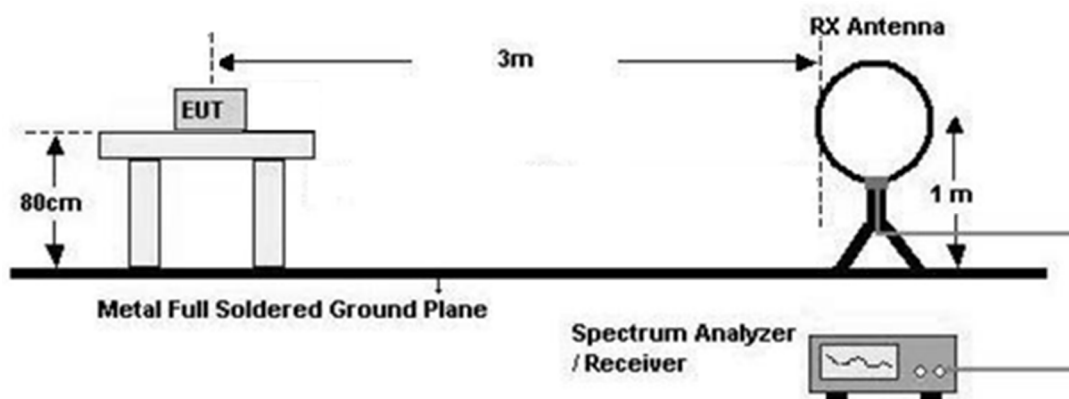 RX Antenna
3m
EUT
80cm
1 m
Metal Full Soldered Ground Plane
Spectrum Analyzer
/ Receiver